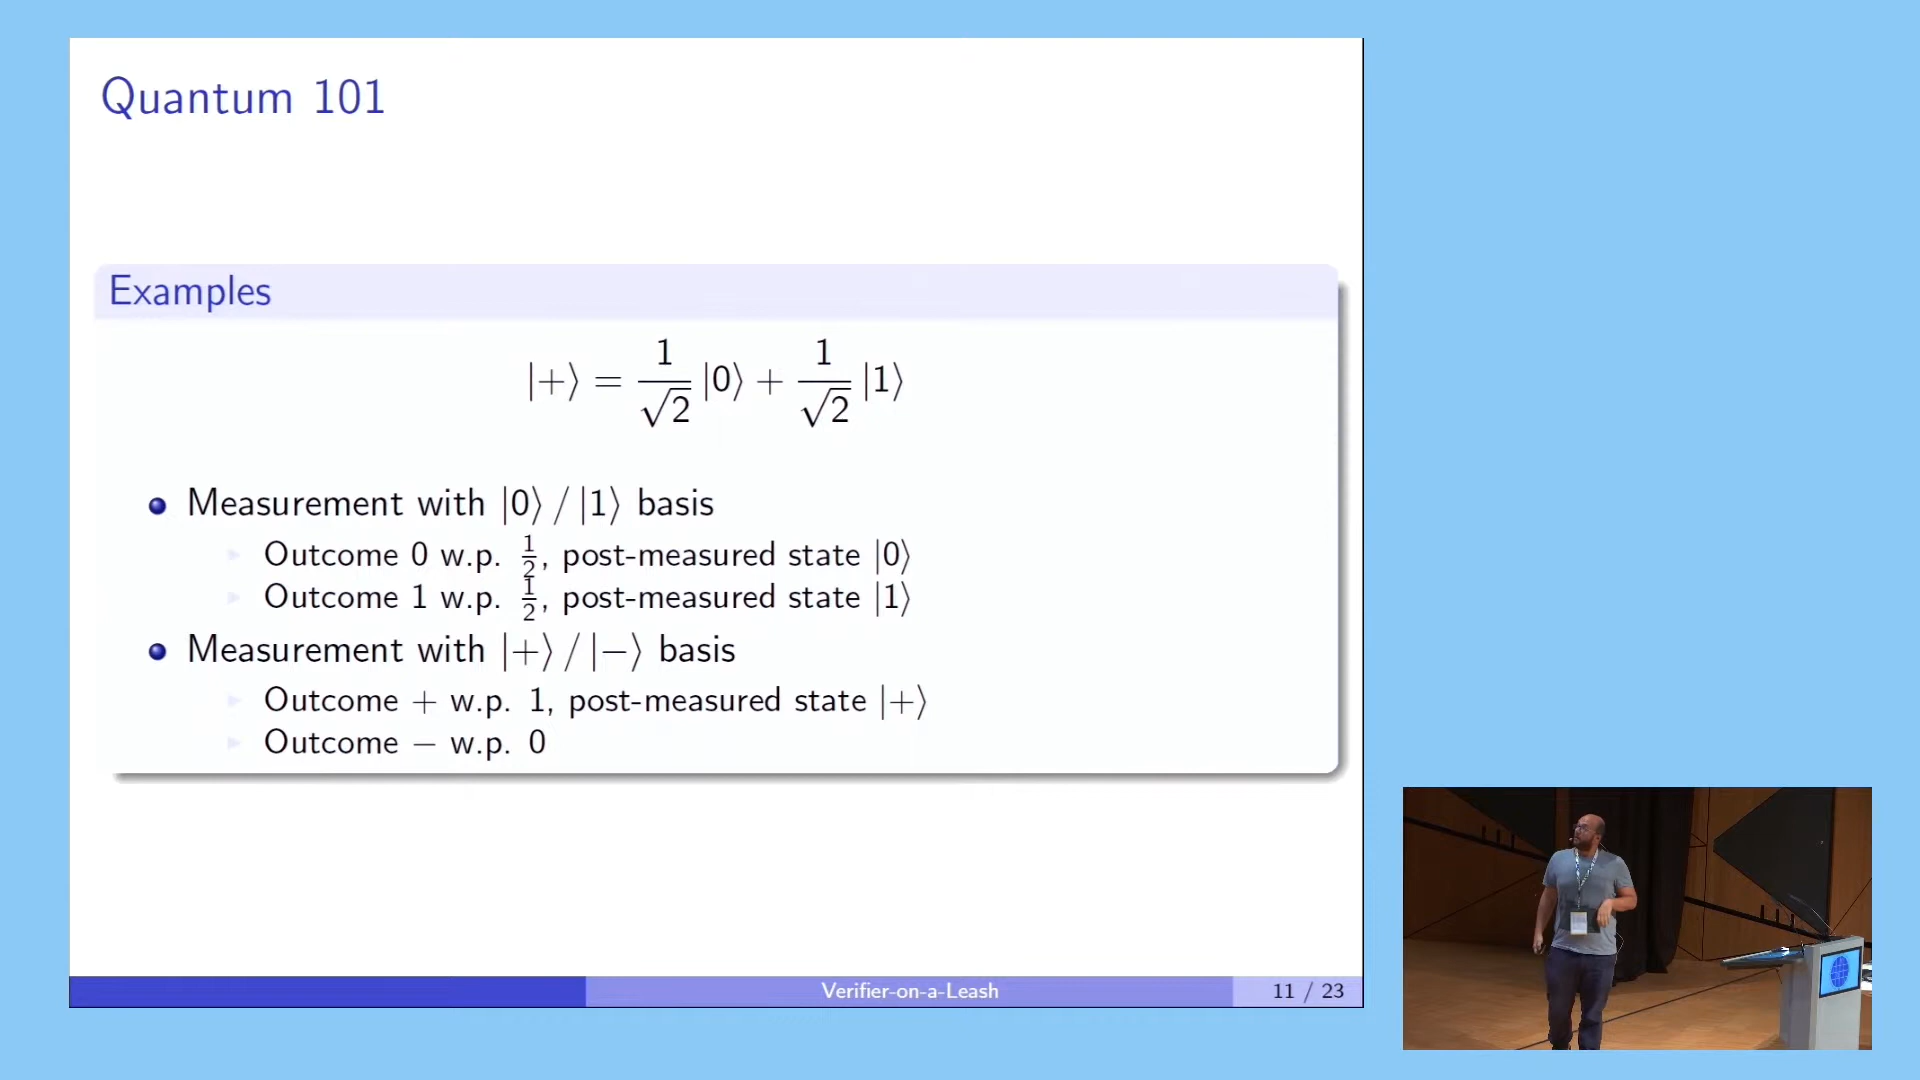 Quantum 101
Examples
|+⟩ = 1/√2 |0⟩ + 1/√2 |1⟩
Measurement with |0⟩ / |1⟩ basis
Outcome 0 w.p. 1/2, post-measured state |0⟩
Outcome 1 w.p. 1/2, post-measured state |1⟩
Measurement with |+⟩ / |−⟩ basis
Outcome + w.p. 1, post-measured state |+⟩
Outcome − w.p. 0
Verifier-on-a-Leash
11 / 23